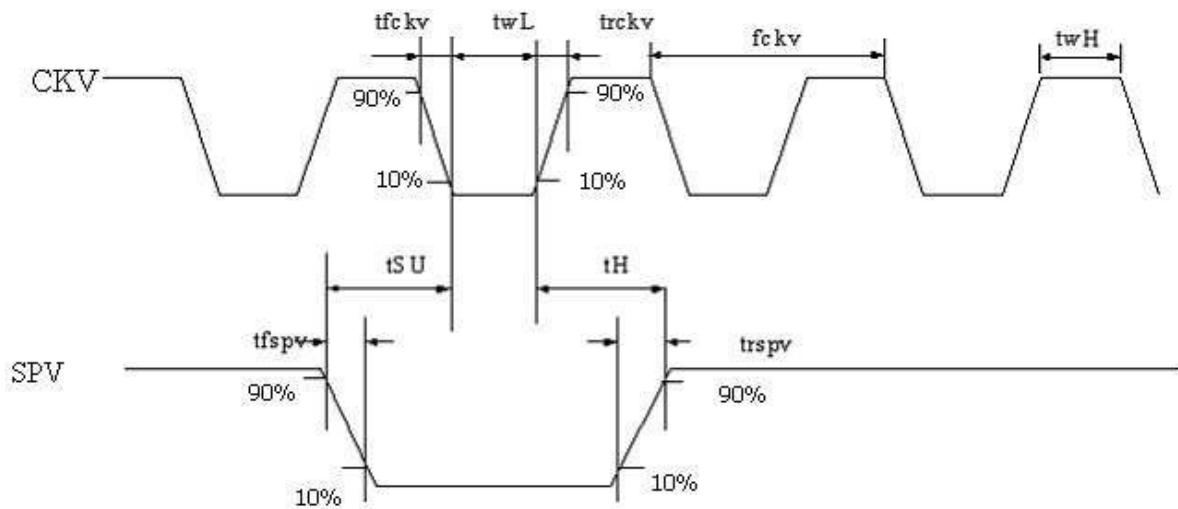 tfckv twL trckv fckv twH
CKV 90% 90%
10% 10%
tSU tH
tfspv trspv
SPV
90% 90%
10% 10%